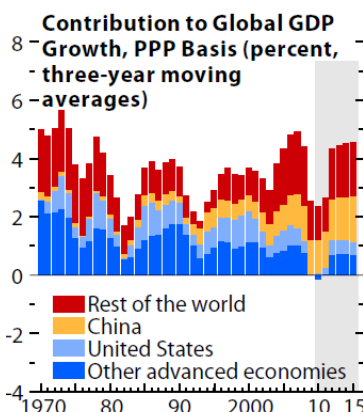 Contribution to Global GDP
Growth, PPP Basis (percent,
three-year moving
averages)
8
6
4
2
0
-2
-4
Rest of the world
China
United States
Other advanced economies
1970 80 90 2000 10 15